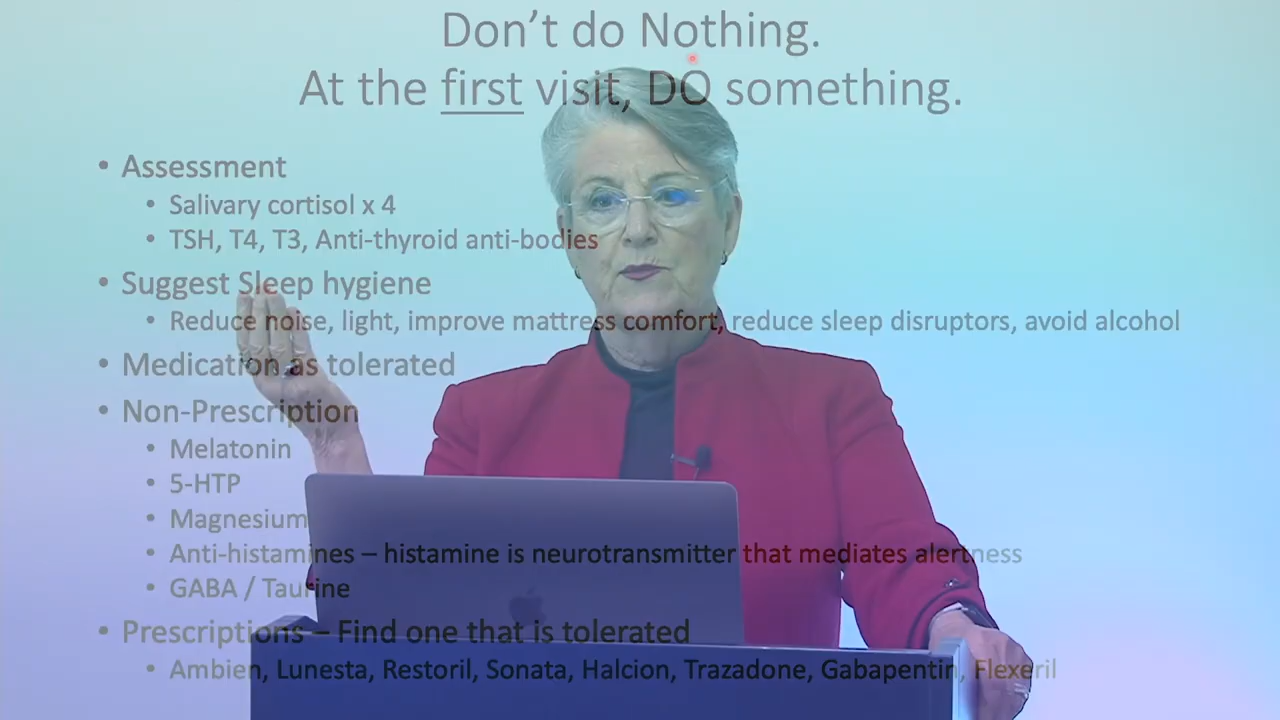 Don't do Nothing.
At the first visit, DO something.
• Assessment
• Salivary cortisol x 4
• TSH, T4, T3, Anti-thyroid anti-bodies
• Suggest Sleep hygiene
• Reduce noise, light, improve mattress comfort, reduce sleep disruptors, avoid alcohol
• Medication as tolerated
• Non-Prescription
• Melatonin
• 5-HTP
• Magnesium
• Anti-histamines – histamine is neurotransmitter that mediates alertness
• GABA / Taurine
• Prescriptions – Find one that is tolerated
• Ambien, Lunesta, Restoril, Sonata, Halcion, Trazadone, Gabapentin, Flexeril